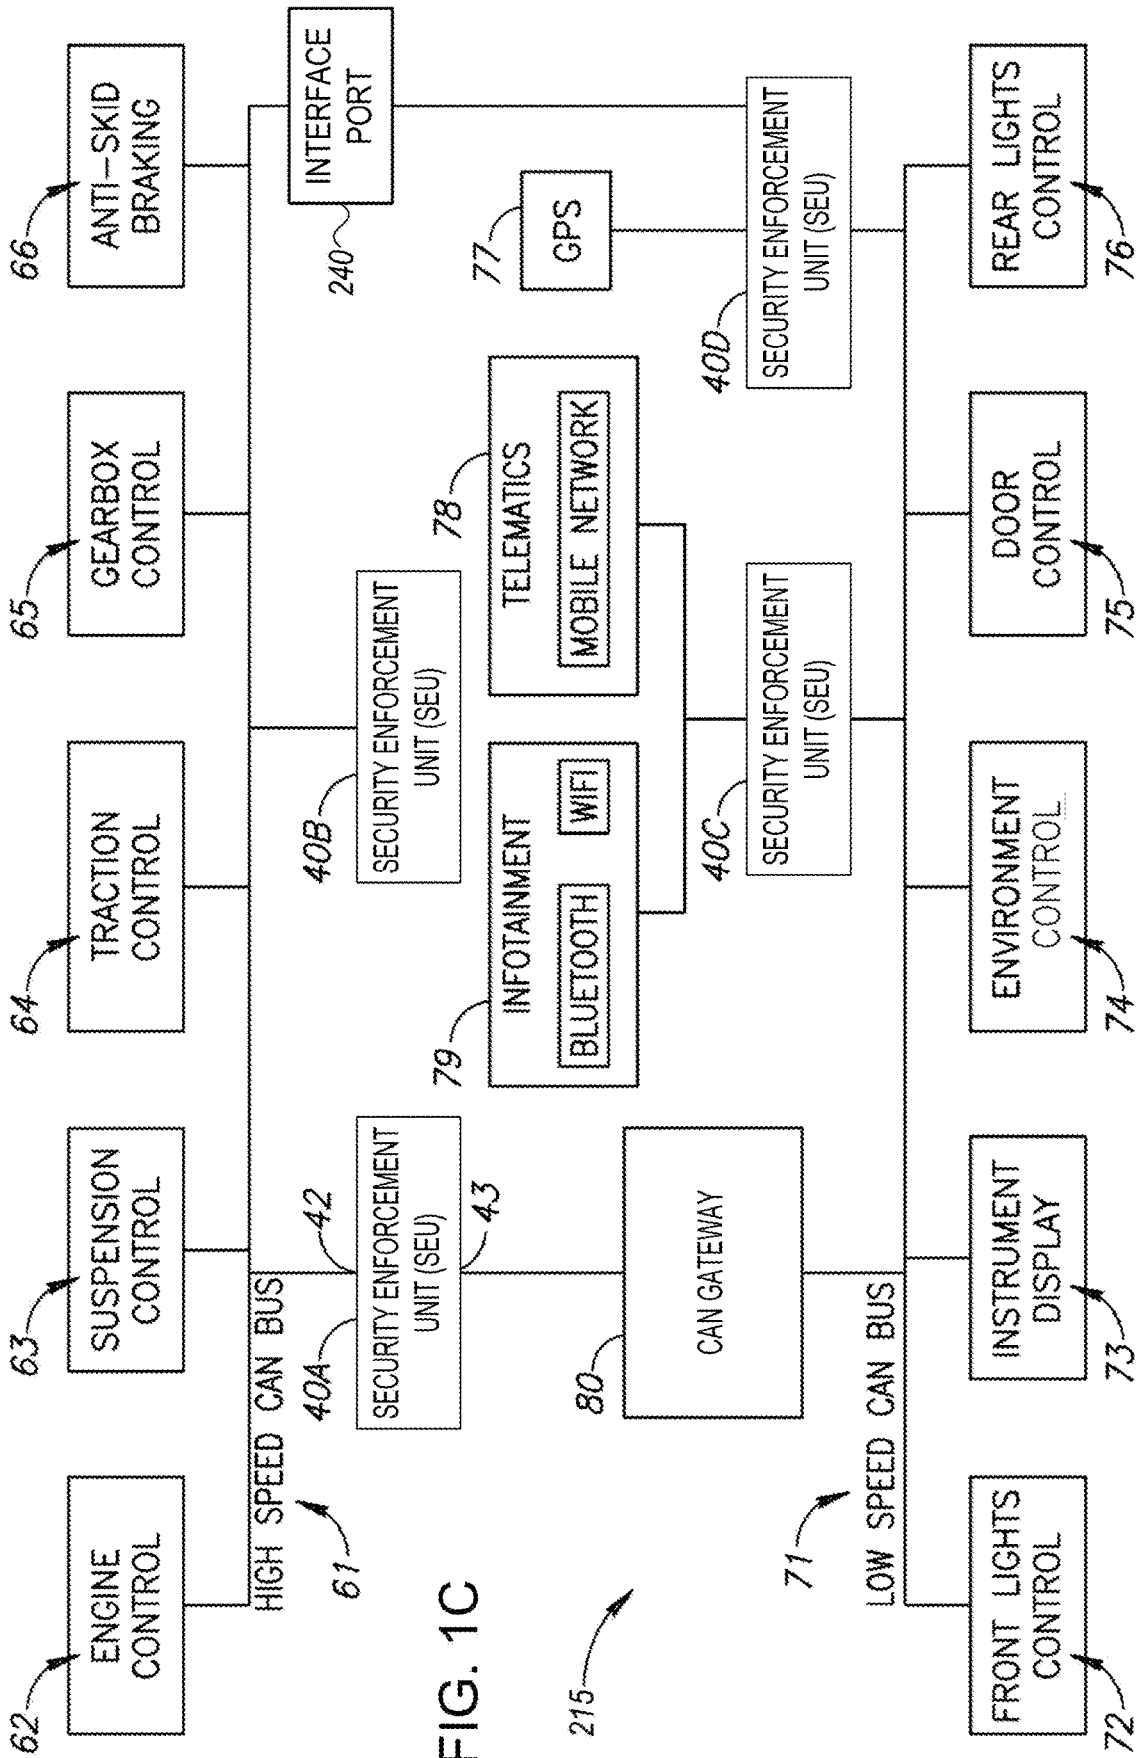 62
ENGINE
CONTROL
63
SUSPENSION
CONTROL
64
TRACTION
CONTROL
65
GEARBOX
CONTROL
66
ANTI-SKID
BRAKING
HIGH SPEED CAN BUS
61
42
40A
SECURITY ENFORCEMENT
UNIT (SEU)
43
40B
SECURITY ENFORCEMENT
UNIT (SEU)
INTERFACE
PORT
240
FIG. 1C
79
INFOTAINMENT
BLUETOOTH
WIFI
78
TELEMATICS
MOBILE NETWORK
77
GPS
215
80
CAN GATEWAY
40C
SECURITY ENFORCEMENT
UNIT (SEU)
40D
SECURITY ENFORCEMENT
UNIT (SEU)
71
LOW SPEED CAN BUS
FRONT LIGHTS
CONTROL
72
INSTRUMENT
DISPLAY
73
ENVIRONMENT
CONTROL
74
DOOR
CONTROL
75
REAR LIGHTS
CONTROL
76